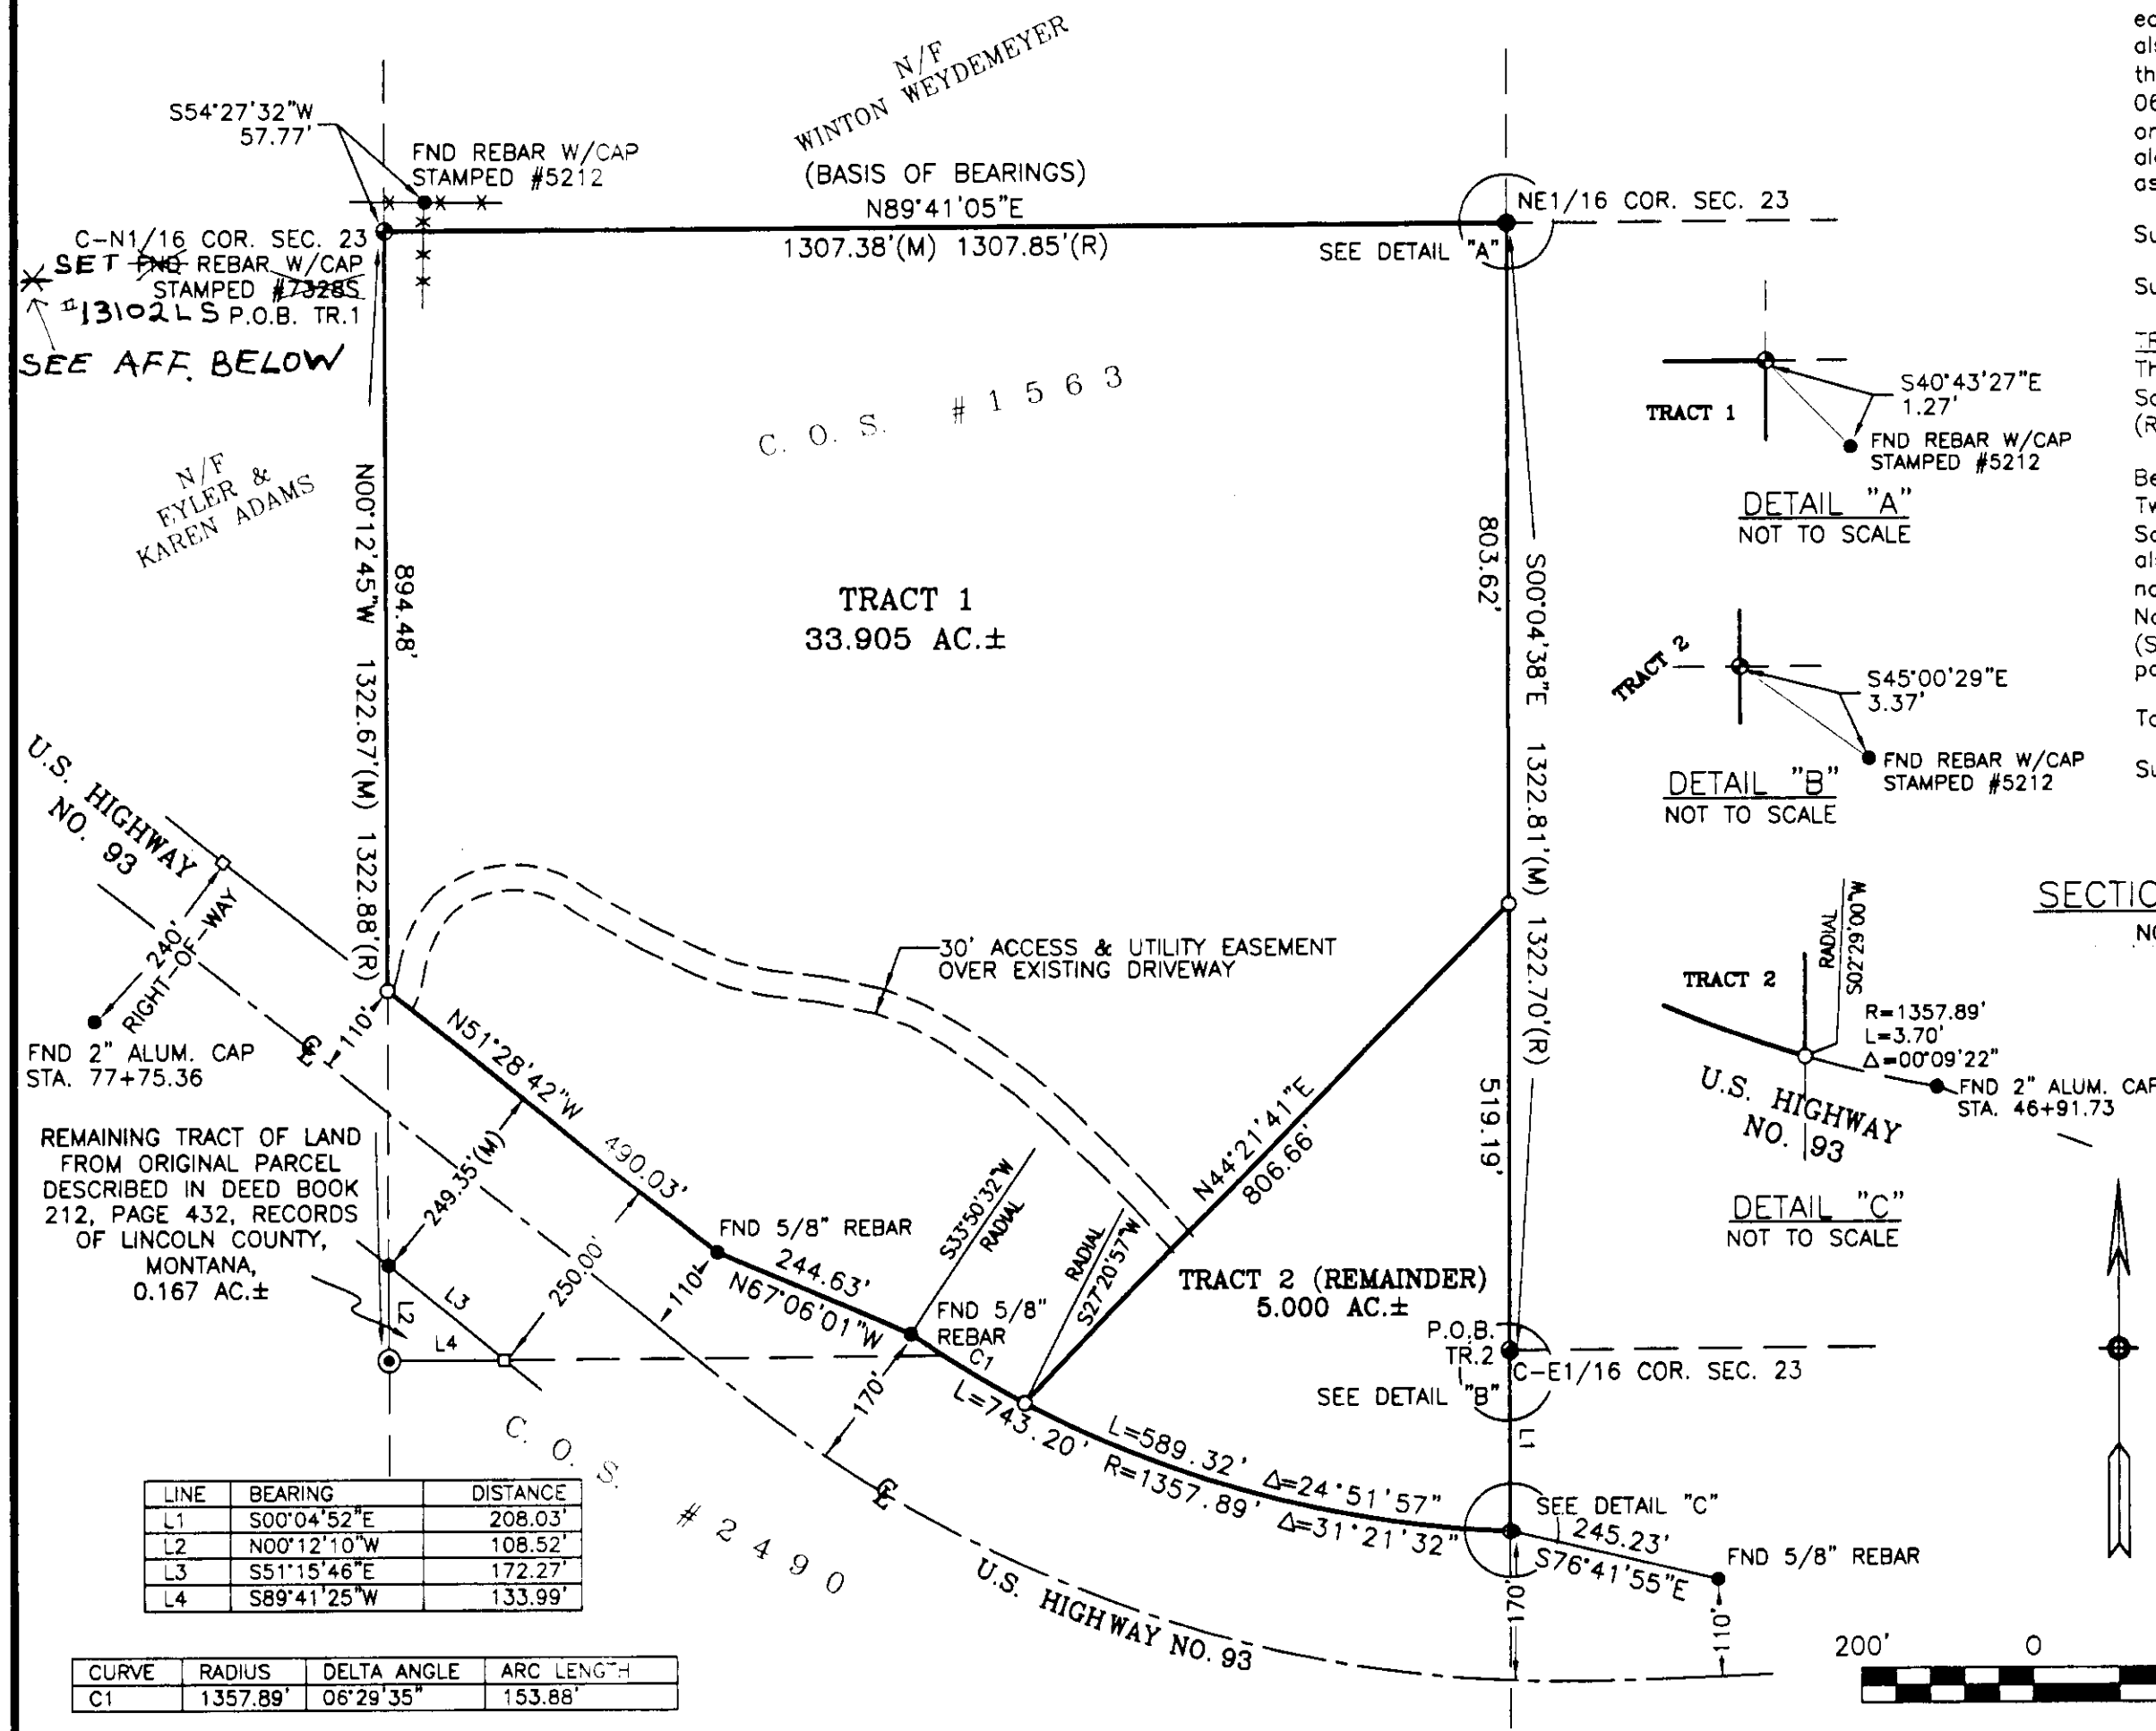 N/F
WINTON WEYDEMEYER
S54°27'32"W
57.77'
FND REBAR W/CAP
STAMPED #5212
(BASIS OF BEARINGS)
N89°41'05"E
1307.38'(M) 1307.85'(R)
NE1/16 COR. SEC. 23
SEE DETAIL "A"
C-N1/16 COR. SEC. 23
SET FND REBAR W/CAP
STAMPED #7328S
#13102LS P.O.B. TR.1
SEE AFF. BELOW
C. O. S. #1563
N/F
EYLER &
KAREN ADAMS
N00°12'45"W 1322.67'(M) 1322.88'(R)
894.48'
TRACT 1
33.905 AC.±
803.62'
S00°04'38"E 1322.81'(M) 1322.70'(R)
519.19'
TRACT 1
S40°43'27"E
1.27'
FND REBAR W/CAP
STAMPED #5212
DETAIL "A"
NOT TO SCALE
TRACT 2
S45°00'29"E
3.37'
FND REBAR W/CAP
STAMPED #5212
DETAIL "B"
NOT TO SCALE
SECTIO
NO
RADIAL
S02°29'00"W
TRACT 2
R=1357.89'
L=3.70'
Δ=00°09'22"
FND 2" ALUM. CAP
STA. 46+91.73
U.S. HIGHWAY
NO. 93
DETAIL "C"
NOT TO SCALE
U.S. HIGHWAY
NO. 93
240'
RIGHT-OF-WAY
110'
FND 2" ALUM. CAP
STA. 77+75.36
30' ACCESS & UTILITY EASEMENT
OVER EXISTING DRIVEWAY
N51°28'42"W 490.03'
249.35'(M)
250.00'
REMAINING TRACT OF LAND
FROM ORIGINAL PARCEL
DESCRIBED IN DEED BOOK
212, PAGE 432, RECORDS
OF LINCOLN COUNTY,
MONTANA,
0.167 AC.±
L2
L3
L4
FND 5/8" REBAR
110'
244.63'
N67°06'01"W
S33°50'32"W
RADIAL
FND 5/8"
REBAR
C1
170'
RADIAL
S27°20'57"W
N44°21'41"E
806.66'
TRACT 2 (REMAINDER)
5.000 AC.±
P.O.B.
TR.2
C-E1/16 COR. SEC. 23
SEE DETAIL "B"
L1
L=743.20' R=1357.89' Δ=31°21'32"
L=589.32' Δ=24°51'57"
SEE DETAIL "C"
245.23'
S76°41'55"E
FND 5/8" REBAR
170'
110'
C. O. S. #2490
U.S. HIGHWAY NO. 93
LINE BEARING DISTANCE
L1 S00°04'52"E 208.03'
L2 N00°12'10"W 108.52'
L3 S51°15'46"E 172.27'
L4 S89°41'25"W 133.99'
CURVE RADIUS DELTA ANGLE ARC LENGTH
C1 1357.89' 06°29'35" 153.88'
200' 0